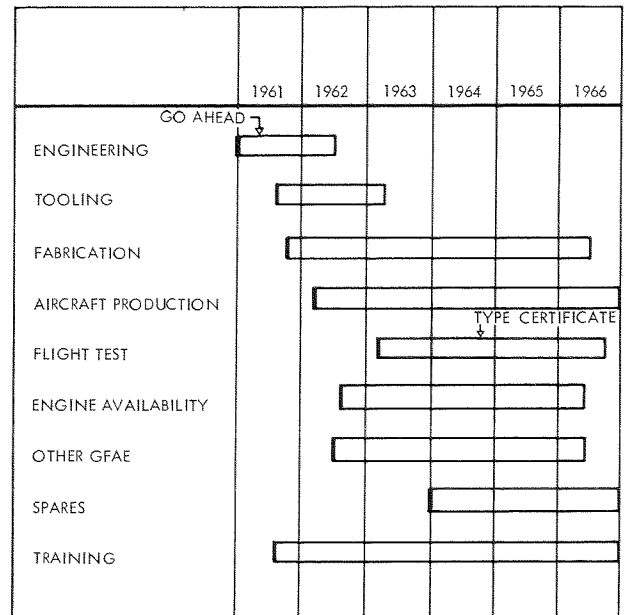 1961 1962 1963 1964 1965 1966
GO AHEAD
ENGINEERING
TOOLING
FABRICATION
AIRCRAFT PRODUCTION
TYPE CERTIFICATE
FLIGHT TEST
ENGINE AVAILABILITY
OTHER GFAE
SPARES
TRAINING